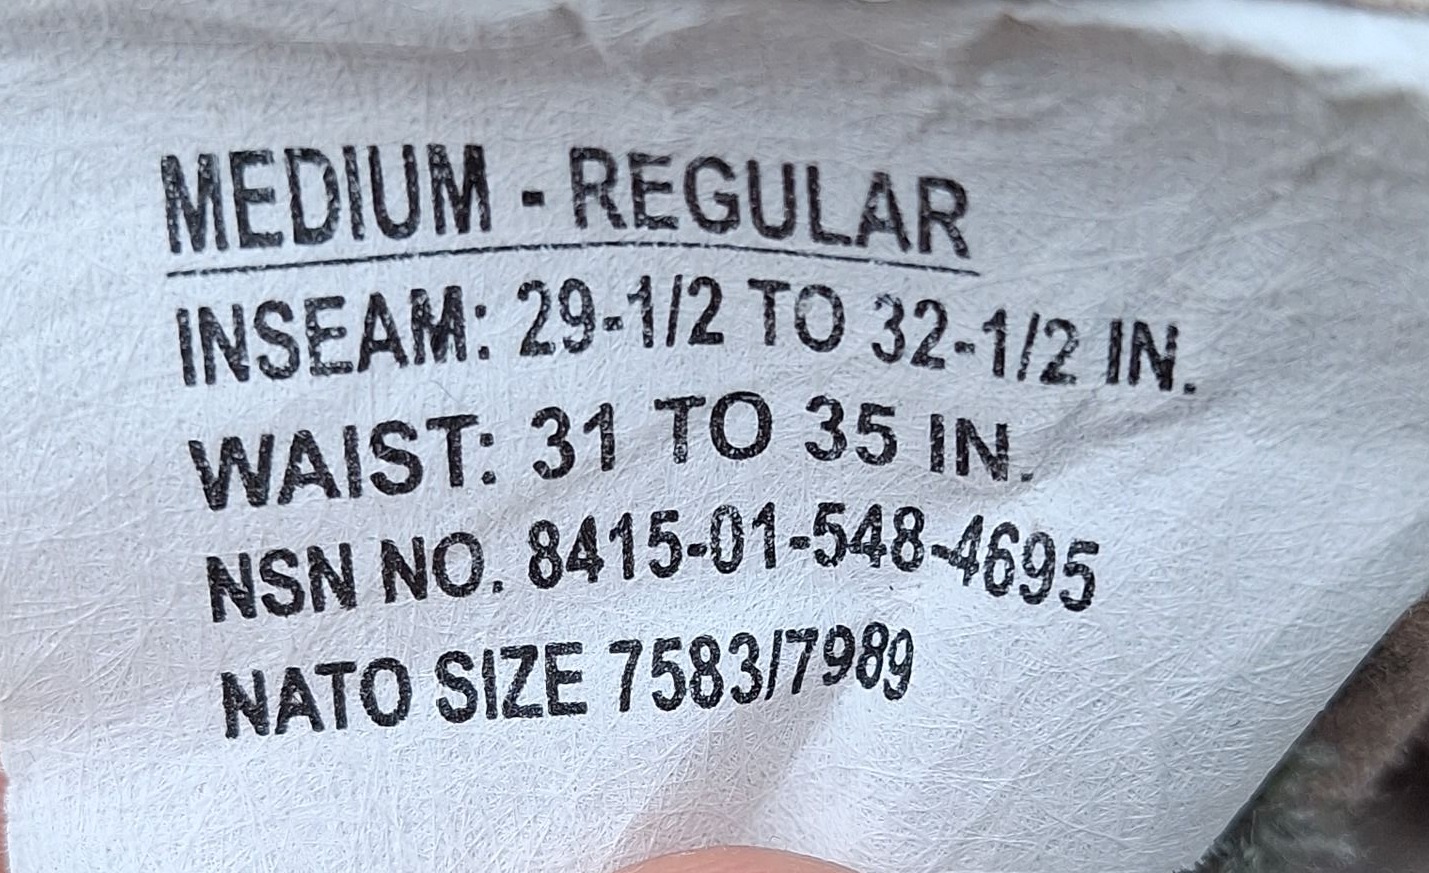 MEDIUM - REGULAR
INSEAM: 29-1/2 TO 32-1/2 IN.
WAIST: 31 TO 35 IN.
NSN NO. 8415-01-548-4695
NATO SIZE 7583/7989